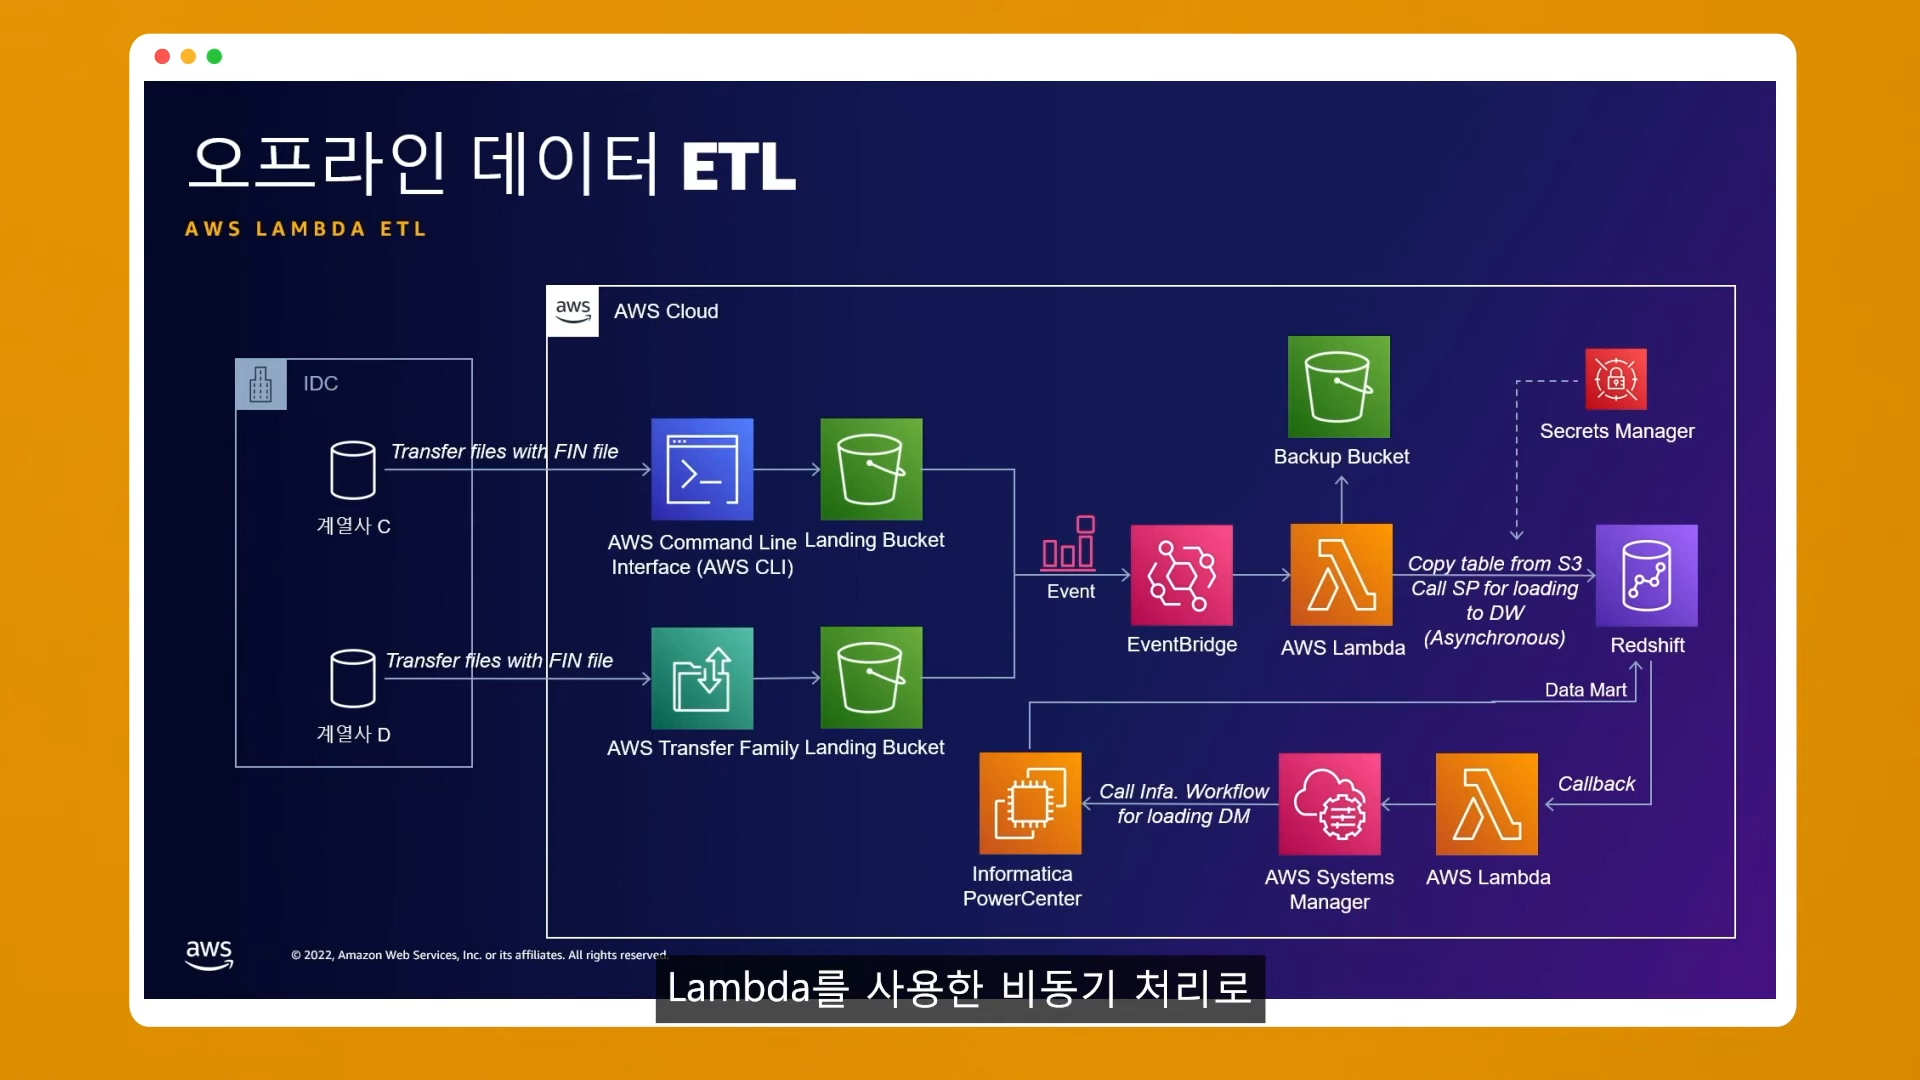 오프라인 데이터 ETL
AWS LAMBDA ETL
aws
AWS Cloud
IDC
Transfer files with FIN file
계열사 C
AWS Command Line
Interface (AWS CLI)
Landing Bucket
Transfer files with FIN file
계열사 D
AWS Transfer Family
Landing Bucket
Event
EventBridge
Backup Bucket
AWS Lambda
Secrets Manager
Copy table from S3
Call SP for loading
to DW
(Asynchronous)
Redshift
Data Mart
Callback
AWS Lambda
AWS Systems
Manager
Call Infa. Workflow
for loading DM
Informatica
PowerCenter
aws
© 2022, Amazon Web Services, Inc. or its affiliates. All rights reserved.
Lambda를 사용한 비동기 처리로